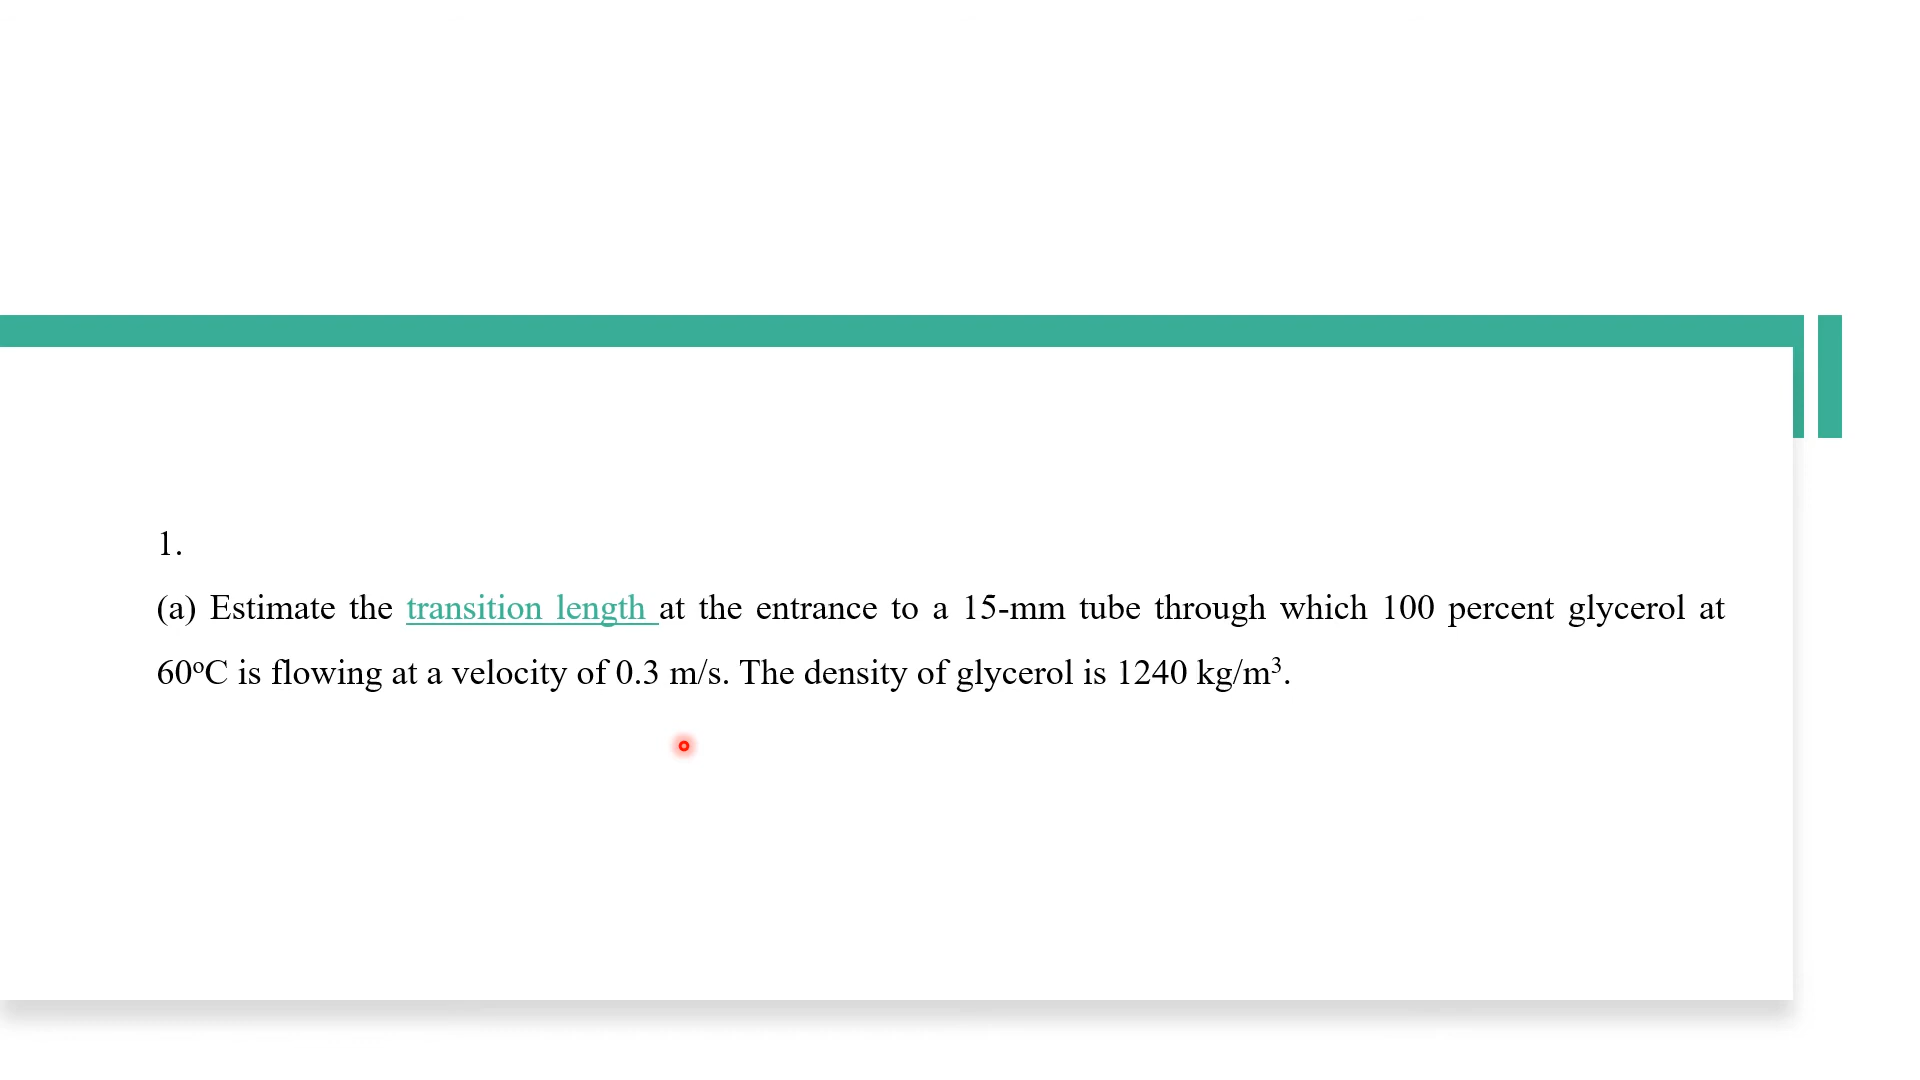 1.
(a) Estimate the transition length at the entrance to a 15-mm tube through which 100 percent glycerol at
60ᵒC is flowing at a velocity of 0.3 m/s. The density of glycerol is 1240 kg/m³.